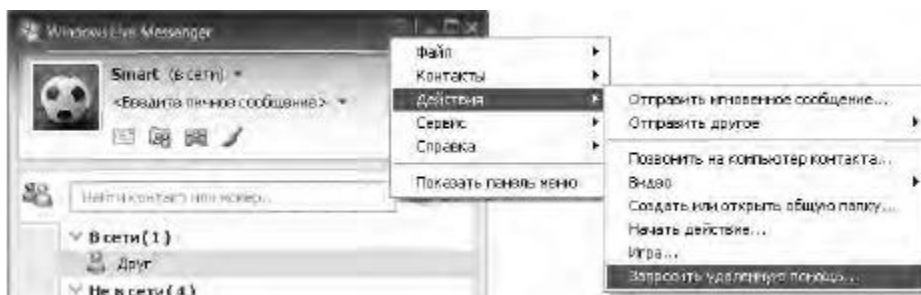 Windows Live Messenger
Smart (в сети)
<Введите личное сообщение>
Найти контакт или номер...
В сети (1)
Друг
Не в сети (4)
Файл
Контакты
Действия
Сервис
Справка
Показать панель меню
Отправить мгновенное сообщение...
Отправить другое
Позвонить на компьютер контакта...
Видео
Создать или открыть общую папку...
Начать действие...
Игра...
Запросить удаленную помощь...